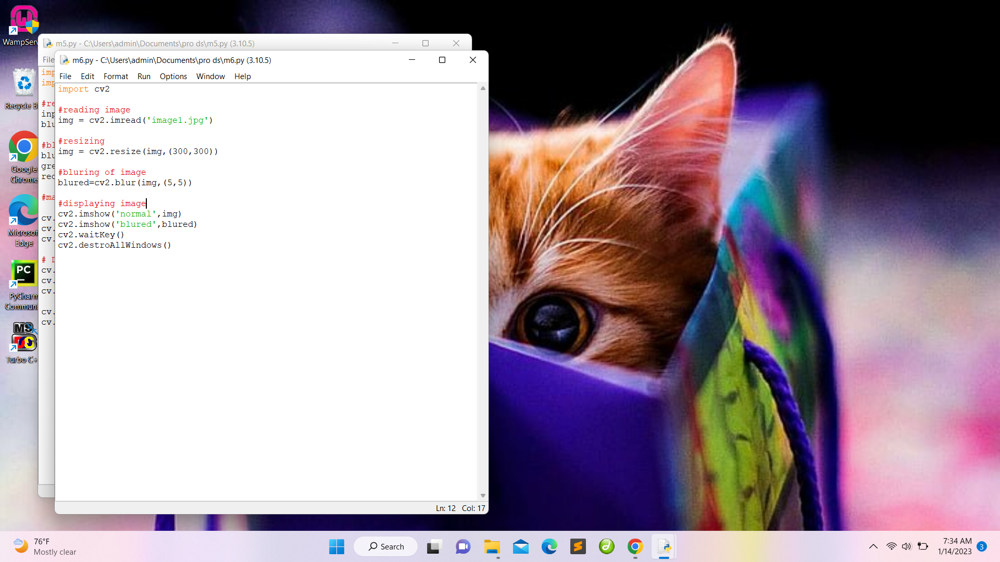 WampServ
Recycle B
Google
Chrome
Microsof
Edge
PC
PyCharm
Commun
MS
DOS
Turbo C+
m5.py - C:\Users\admin\Documents\pro ds\m5.py (3.10.5)
File
imp
imp
#re
inp
blu
#bl
blu
gre
rec
#ma
cv.
cv.
cv.
# D
cv.
cv.
cv.
cv.
cv.
m6.py - C:\Users\admin\Documents\pro ds\m6.py (3.10.5)
File Edit Format Run Options Window Help
import cv2
#reading image
img = cv2.imread('image1.jpg')
#resizing
img = cv2.resize(img,(300,300))
#bluring of image
blured=cv2.blur(img,(5,5))
#displaying image
cv2.imshow('normal',img)
cv2.imshow('blured',blured)
cv2.waitKey()
cv2.destroAllWindows()
Ln: 12 Col: 17
76°F
Mostly clear
Search
7:34 AM
1/14/2023
3